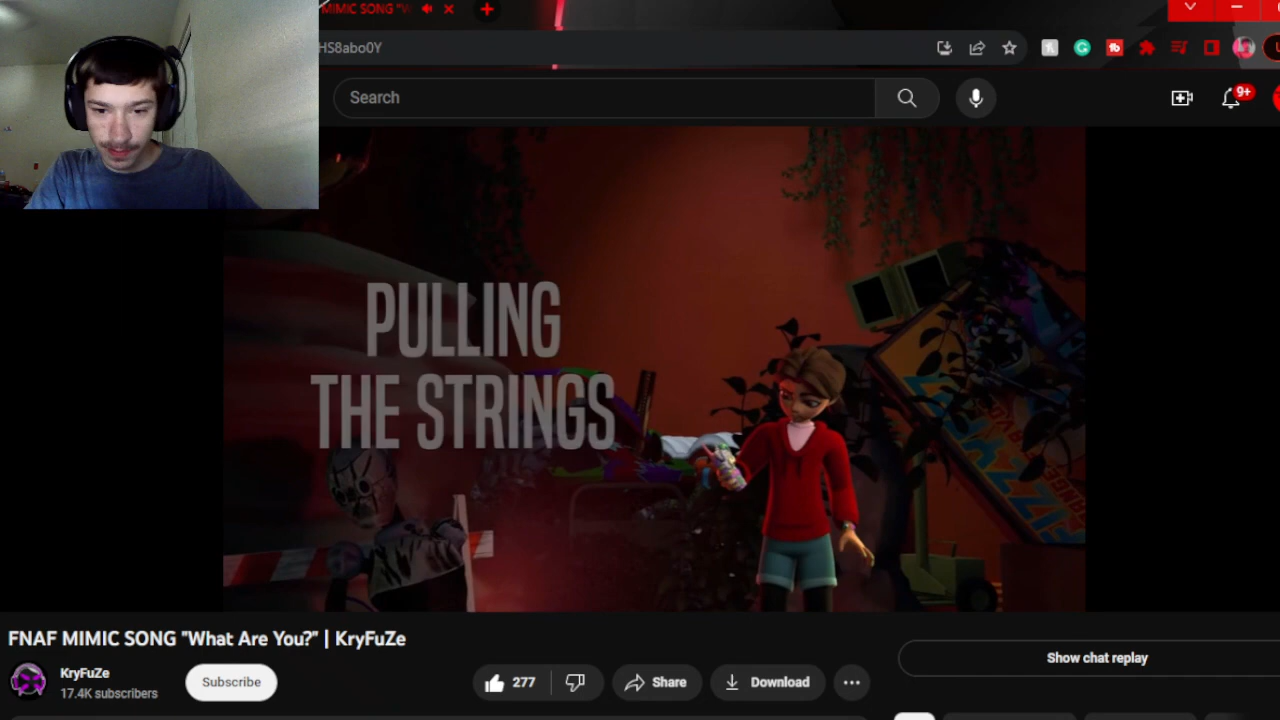 MIMIC SONG "W
HS8abo0Y
Search
9+
PULLING
THE STRINGS
FNAF MIMIC SONG "What Are You?" | KryFuZe
KryFuZe
17.4K subscribers
Subscribe
277
Share
Download
Show chat replay